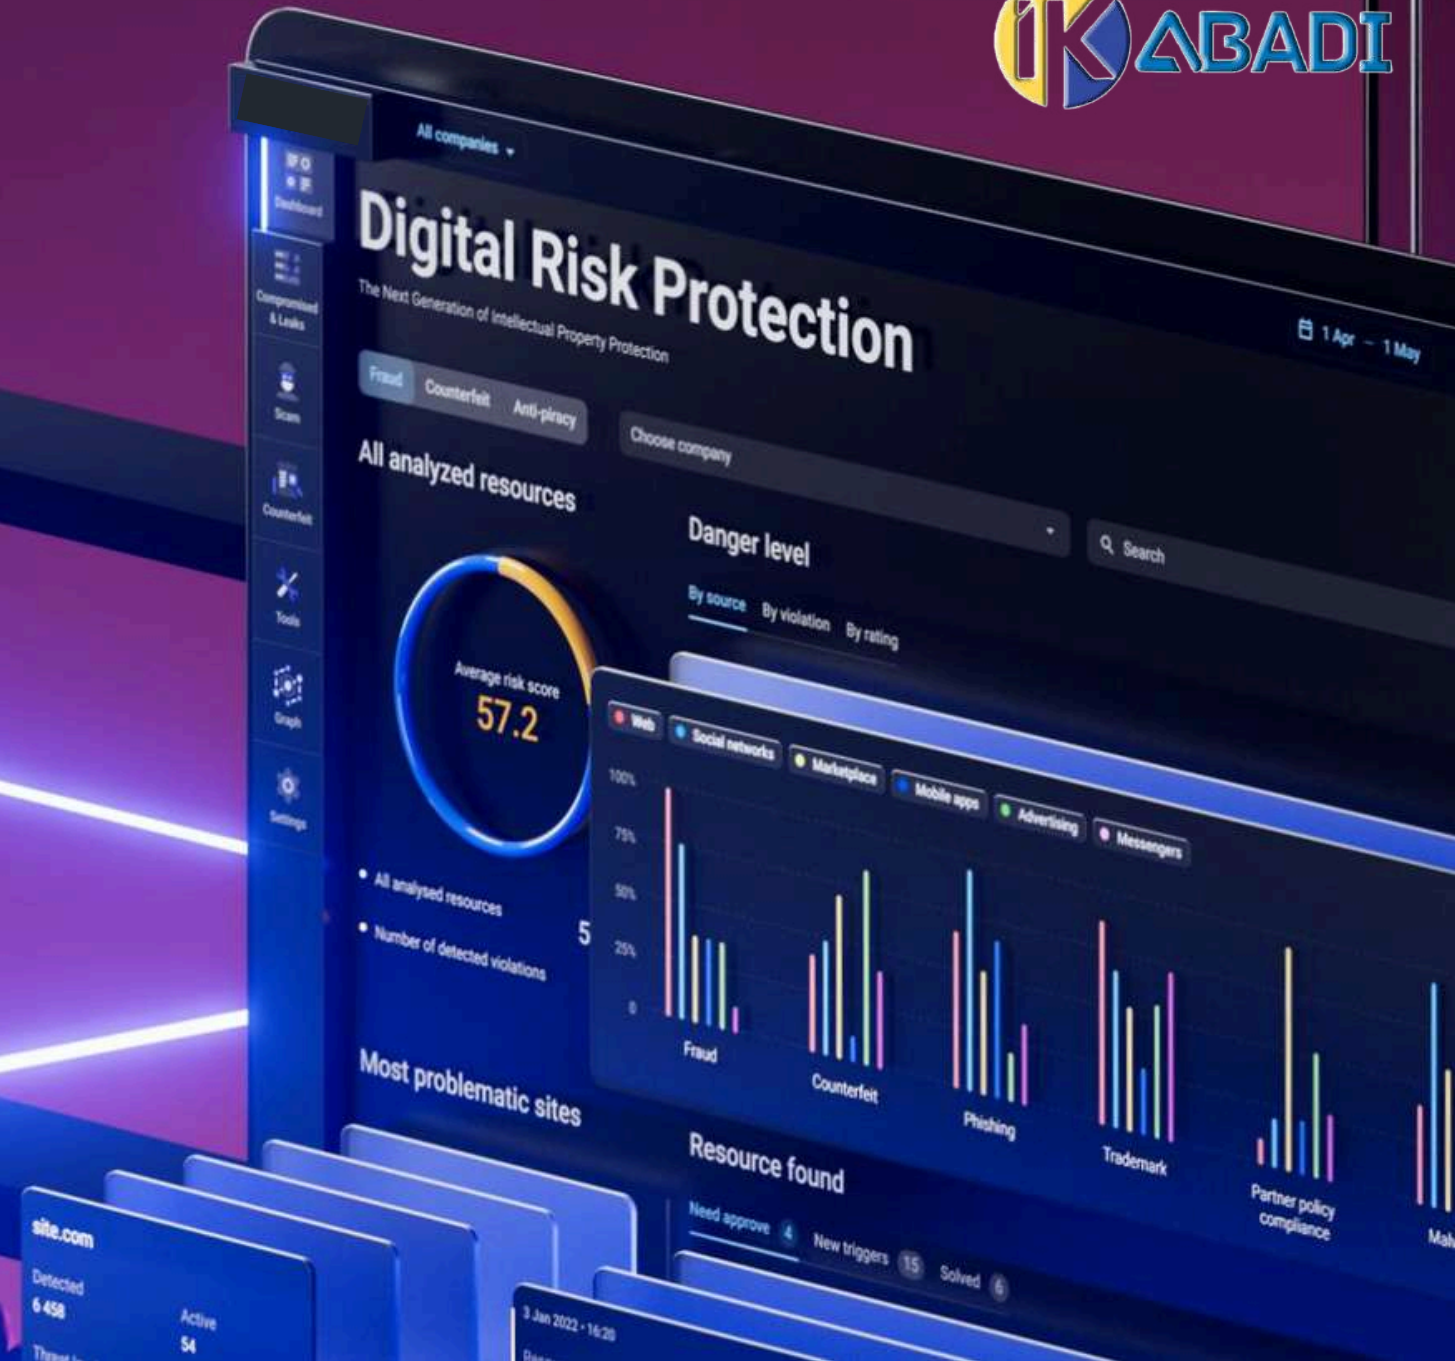 iK ABADI
All companies
Dashboard
Compromised
& Leaks
Scam
Counterfeit
Tools
Graph
Settings
Digital Risk Protection
The Next Generation of Intellectual Property Protection
1 Apr – 1 May
Fraud Counterfeit Anti-piracy
Choose company
Search
All analyzed resources
Average risk score
57.2
• All analysed resources
• Number of detected violations
5
Danger level
By source By violation By rating
Web Social networks Marketplace Mobile apps Advertising Messengers
100%
75%
50%
25%
0
Fraud
Counterfeit
Phishing
Trademark
Partner policy
compliance
Most problematic sites
site.com
Detected
6 458
Active
54
Resource found
Need approve 4 New triggers 15 Solved 6
3 Jan 2022 • 16:20